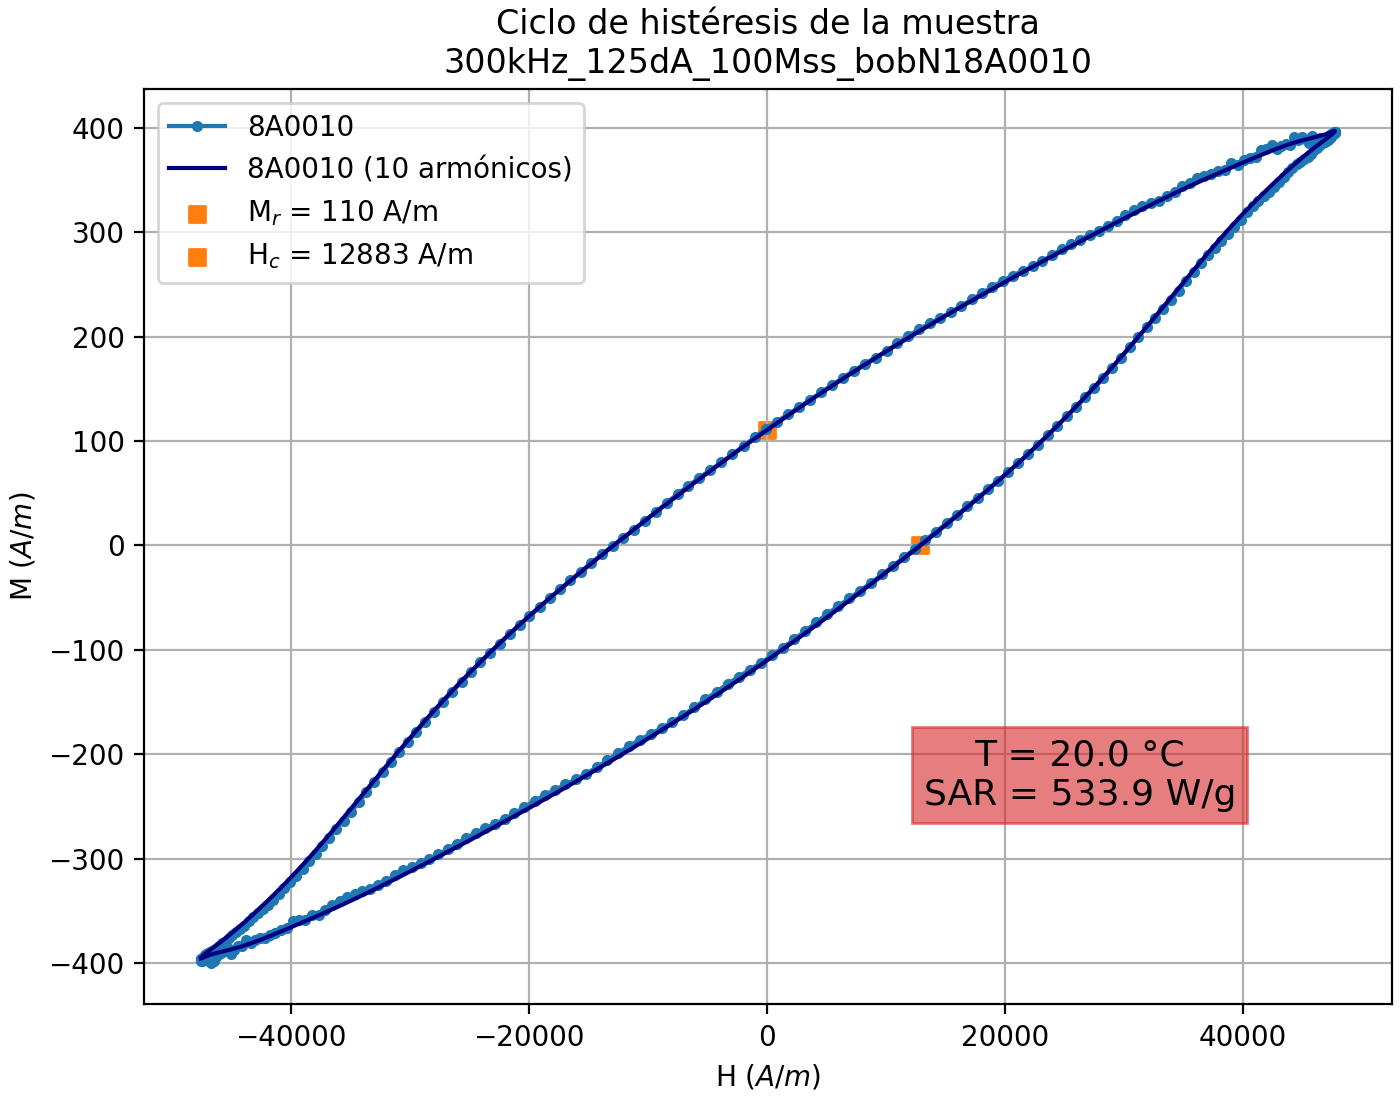 Ciclo de histéresis de la muestra
300kHz_125dA_100Mss_bobN18A0010
8A0010
8A0010 (10 armónicos)
Mr = 110 A/m
Hc = 12883 A/m
400
300
200
100
0
−100
−200
−300
−400
M (A/m)
T = 20.0 °C
SAR = 533.9 W/g
−40000
−20000
0
20000
40000
H (A/m)